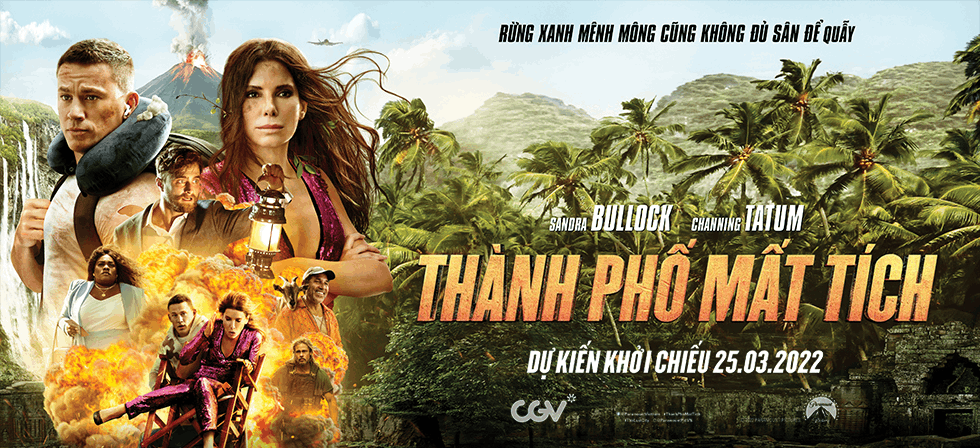 RỪNG XANH MÊNH MÔNG CŨNG KHÔNG ĐỦ SÂN ĐỂ QUẨY
SANDRA BULLOCK CHANNING TATUM
THÀNH PHỐ MẤT TÍCH
DỰ KIẾN KHỞI CHIẾU 25.03.2022
CGV